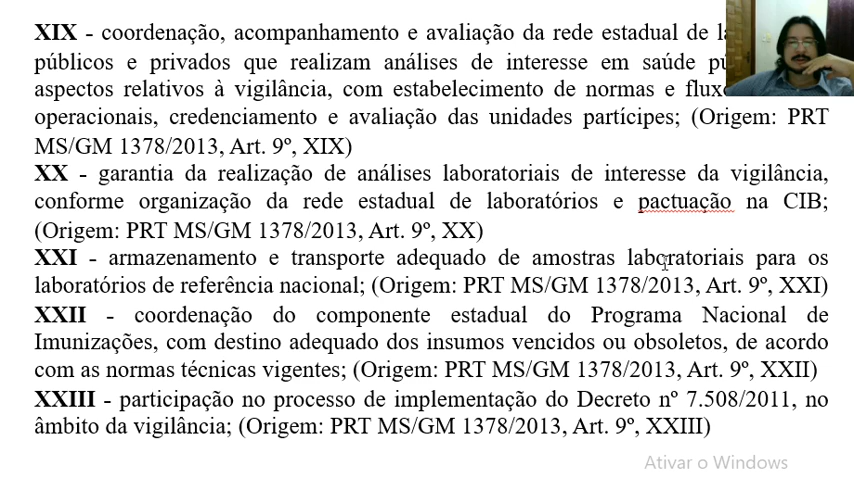 XIX - coordenação, acompanhamento e avaliação da rede estadual de
públicos e privados que realizam análises de interesse em saúde
aspectos relativos à vigilância, com estabelecimento de normas e
operacionais, credenciamento e avaliação das unidades partícipes; (Origem: PRT
MS/GM 1378/2013, Art. 9º, XIX)
XX - garantia da realização de análises laboratoriais de interesse da vigilância,
conforme organização da rede estadual de laboratórios e pactuação na CIB;
(Origem: PRT MS/GM 1378/2013, Art. 9º, XX)
XXI - armazenamento e transporte adequado de amostras laboratoriais para os
laboratórios de referência nacional; (Origem: PRT MS/GM 1378/2013, Art. 9º, XXI)
XXII - coordenação do componente estadual do Programa Nacional de
Imunizações, com destino adequado dos insumos vencidos ou obsoletos, de acordo
com as normas técnicas vigentes; (Origem: PRT MS/GM 1378/2013, Art. 9º, XXII)
XXIII - participação no processo de implementação do Decreto nº 7.508/2011, no
âmbito da vigilância; (Origem: PRT MS/GM 1378/2013, Art. 9º, XXIII)
Ativar o Windows